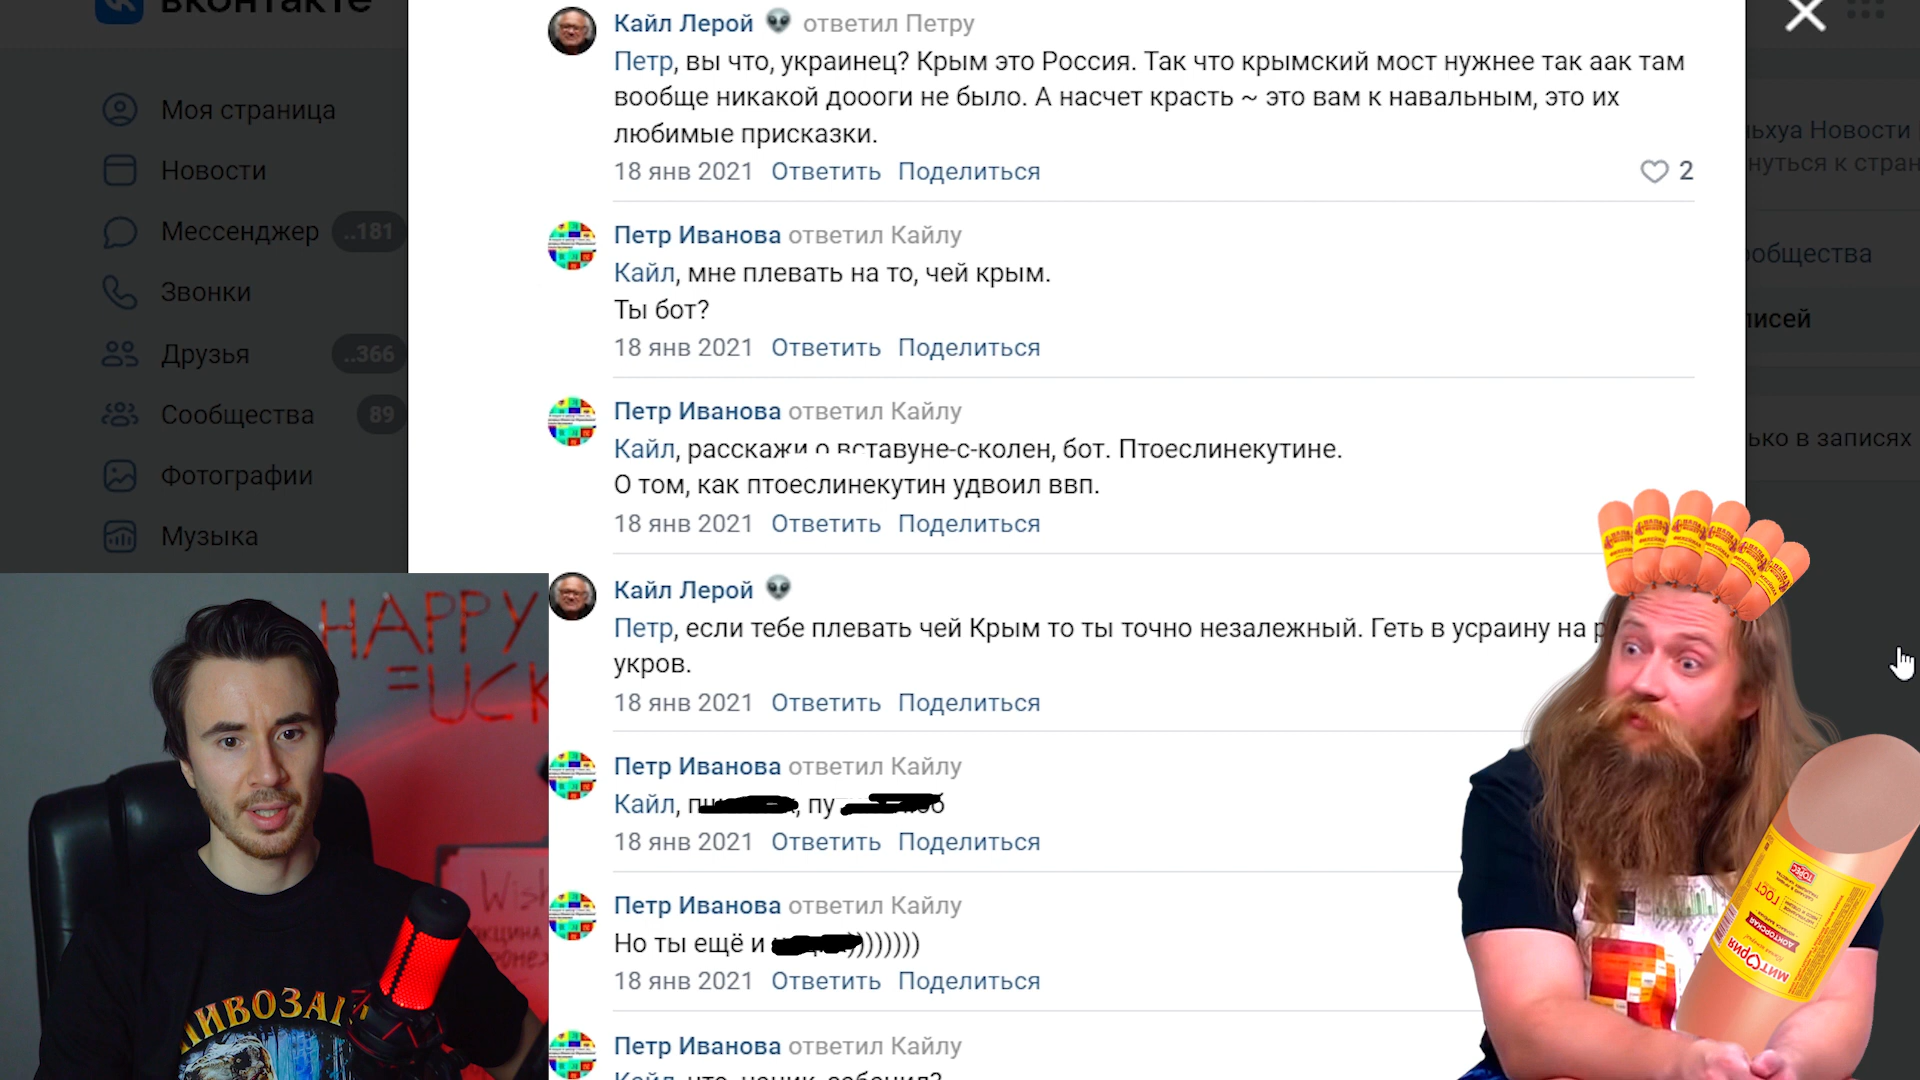 вконтакте
Моя страница
Новости
Мессенджер ..181
Звонки
Друзья ..366
Сообщества 89
Фотографии
Музыка
Кайл Лерой ответил Петру
Петр, вы что, украинец? Крым это Россия. Так что крымский мост нужнее так аак там
вообще никакой доооги не было. А насчет красть ~ это вам к навальным, это их
любимые присказки.
18 янв 2021 Ответить Поделиться 2
Петр Иванова ответил Кайлу
Кайл, мне плевать на то, чей крым.
Ты бот?
18 янв 2021 Ответить Поделиться
Петр Иванова ответил Кайлу
Кайл, расскажи о вставуне-с-колен, бот. Птоеслинекутине.
О том, как птоеслинекутин удвоил ввп.
18 янв 2021 Ответить Поделиться
Кайл Лерой
Петр, если тебе плевать чей Крым то ты точно незалежный. Геть в усраину на
укров.
18 янв 2021 Ответить Поделиться
Петр Иванова ответил Кайлу
Кайл,
18 янв 2021 Ответить Поделиться
Петр Иванова ответил Кайлу
Но ты ещё и )))))))
18 янв 2021 Ответить Поделиться
Петр Иванова ответил Кайлу
льхуа Новости
нуться к стран
ообщества
писей
ько в записях
HAPPY
=UCK
Wish
ПИВОЗАВ
ГОСТ
ДОКТОРСКАЯ
МИТОРИЯ